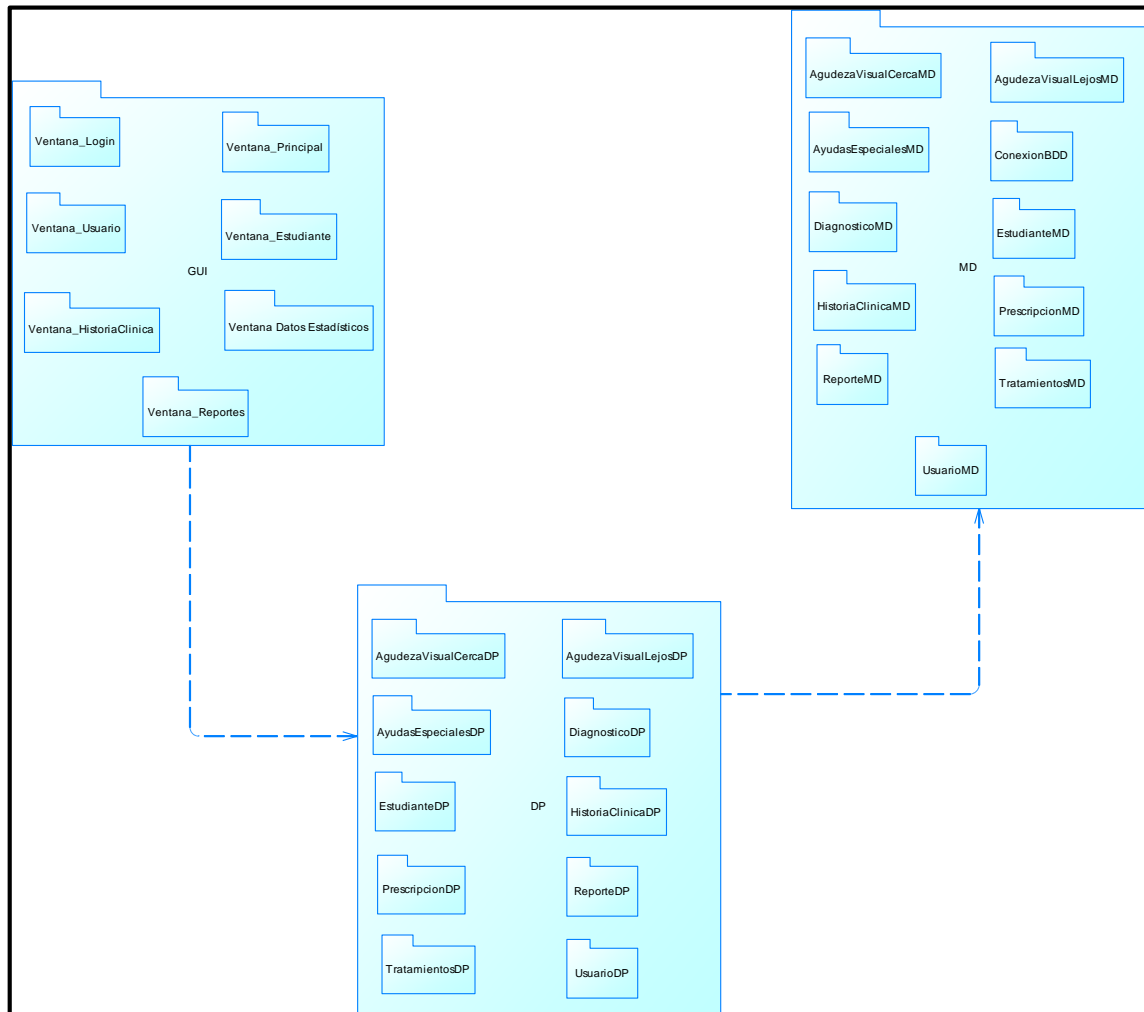 Ventana_Login
Ventana_Principal
Ventana_Usuario
Ventana_Estudiante
GUI
Ventana_HistoriaClinica
Ventana Datos Estadísticos
Ventana_Reportes
AgudezaVisualCercaMD
AgudezaVisualLejosMD
AyudasEspecialesMD
ConexionBDD
DiagnosticoMD
EstudianteMD
MD
HistoriaClinicaMD
PrescripcionMD
ReporteMD
TratamientosMD
UsuarioMD
AgudezaVisualCercaDP
AgudezaVisualLejosDP
AyudasEspecialesDP
DiagnosticoDP
EstudianteDP
DP
HistoriaClinicaDP
PrescripcionDP
ReporteDP
TratamientosDP
UsuarioDP